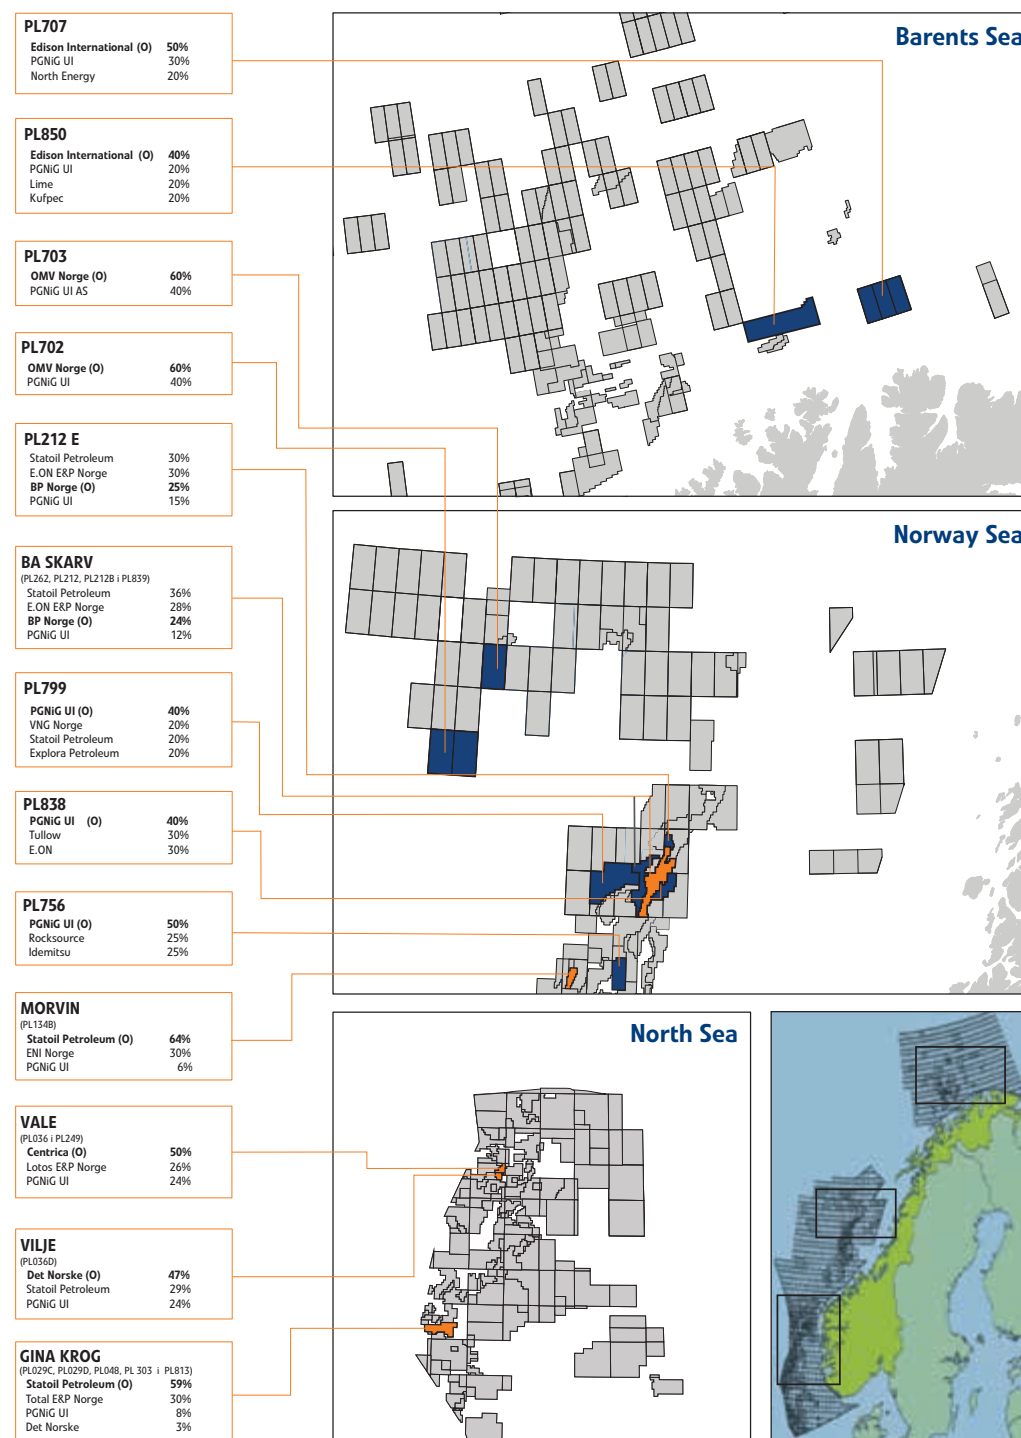 PL707
Edison International (O) 50%
PGNiG UI 30%
North Energy 20%
PL850
Edison International (O) 40%
PGNiG UI 20%
Lime 20%
Kufpec 20%
PL703
OMV Norge (O) 60%
PGNiG UI AS 40%
PL702
OMV Norge (O) 60%
PGNiG UI 40%
PL212 E
Statoil Petroleum 30%
E.ON E&P Norge 30%
BP Norge (O) 25%
PGNiG UI 15%
BA SKARV
(PL262, PL212, PL212B i PL839)
Statoil Petroleum 36%
E.ON E&P Norge 28%
BP Norge (O) 24%
PGNiG UI 12%
PL799
PGNiG UI (O) 40%
VNG Norge 20%
Statoil Petroleum 20%
Explora Petroleum 20%
PL838
PGNiG UI (O) 40%
Tullow 30%
E.ON 30%
PL756
PGNiG UI (O) 50%
Rocksource 25%
Idemitsu 25%
MORVIN
(PL134B)
Statoil Petroleum (O) 64%
ENI Norge 30%
PGNiG UI 6%
VALE
(PL036 i PL249)
Centrica (O) 50%
Lotos E&P Norge 26%
PGNiG UI 24%
VILJE
(PL036D)
Det Norske (O) 47%
Statoil Petroleum 29%
PGNiG UI 24%
GINA KROG
(PL029C, PL029D, PL048, PL 303 i PL813)
Statoil Petroleum (O) 59%
Total E&P Norge 30%
PGNiG UI 8%
Det Norske 3%
Barents Sea
Norway Sea
North Sea